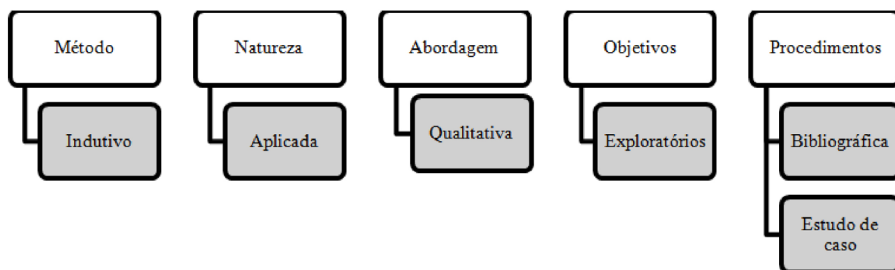 Método
Natureza
Abordagem
Objetivos
Procedimentos
Indutivo
Aplicada
Qualitativa
Exploratórios
Bibliográfica
Estudo de
caso